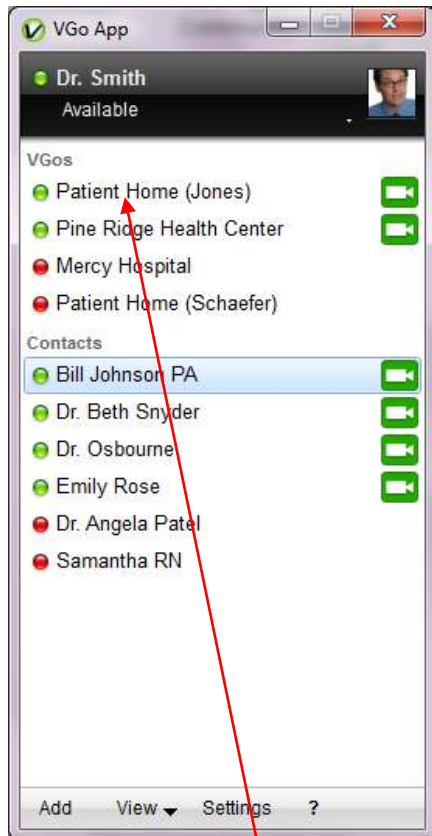 VGo App
Dr. Smith
Available
VGos
Patient Home (Jones)
Pine Ridge Health Center
Mercy Hospital
Patient Home (Schaefer)
Contacts
Bill Johnson PA
Dr. Beth Snyder
Dr. Osbourne
Emily Rose
Dr. Angela Patel
Samantha RN
Add View Settings ?